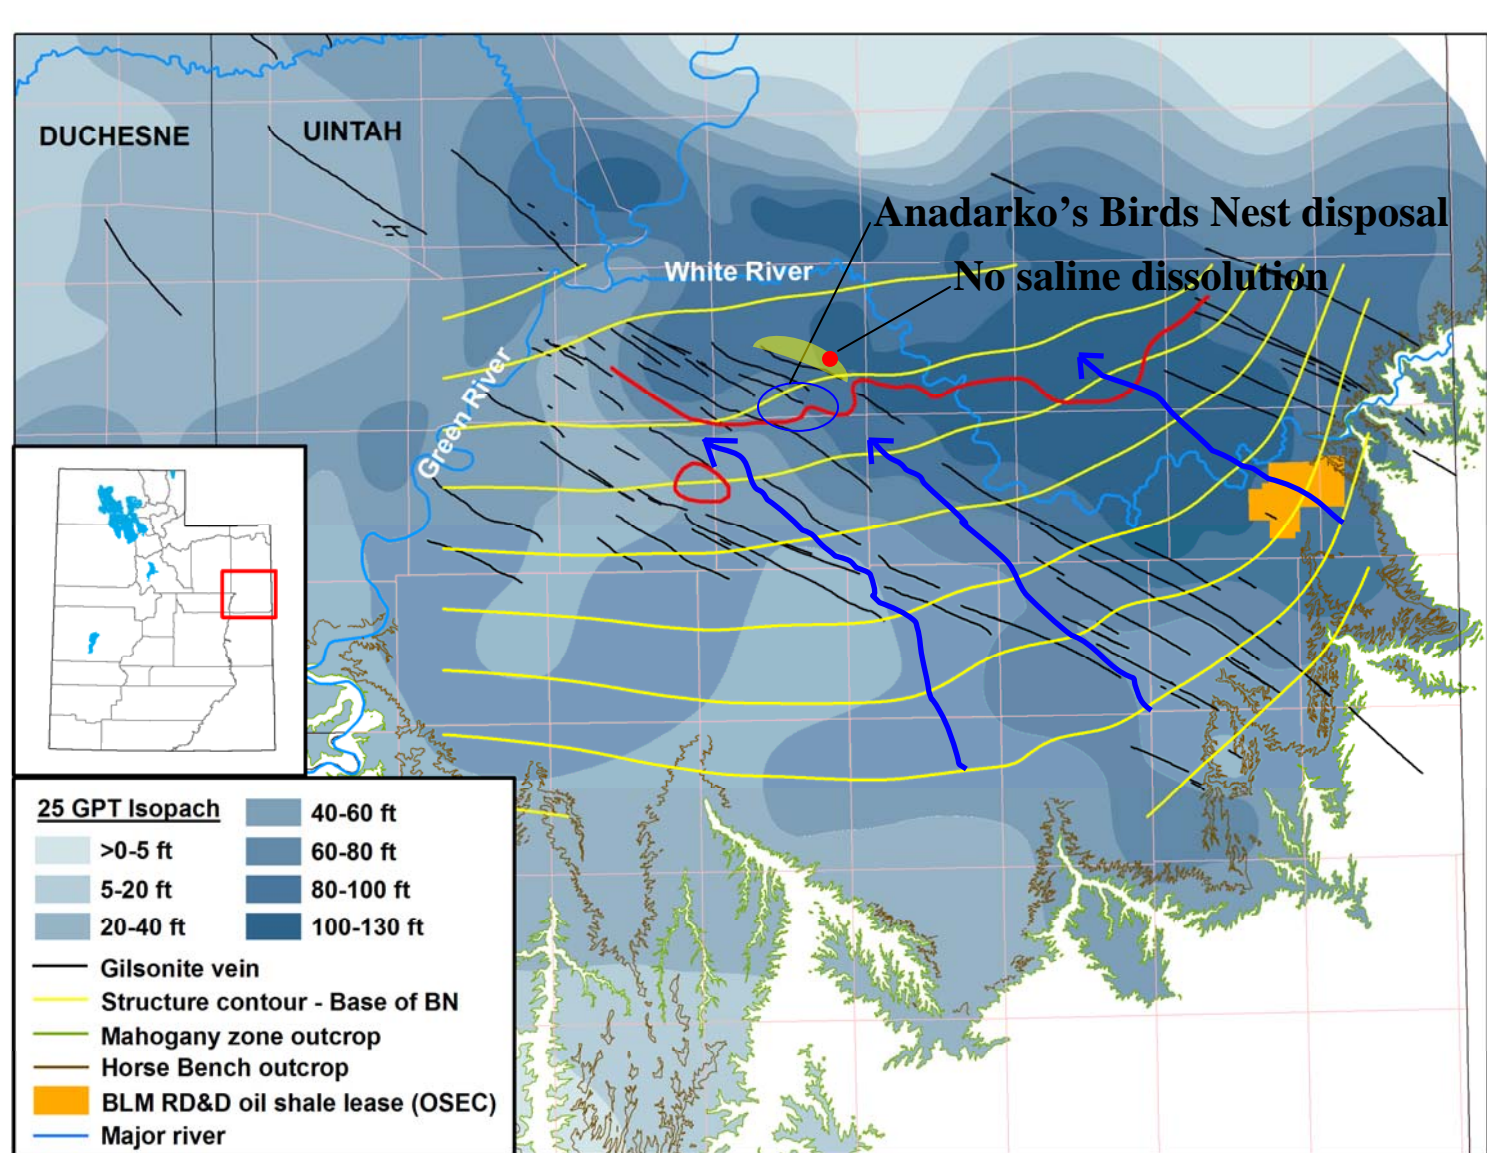 DUCHESNE
UINTAH
Anadarko's Birds Nest disposal
White River
No saline dissolution
Green River
25 GPT Isopach
>0-5 ft
5-20 ft
20-40 ft
40-60 ft
60-80 ft
80-100 ft
100-130 ft
Gilsonite vein
Structure contour - Base of BN
Mahogany zone outcrop
Horse Bench outcrop
BLM RD&D oil shale lease (OSEC)
Major river